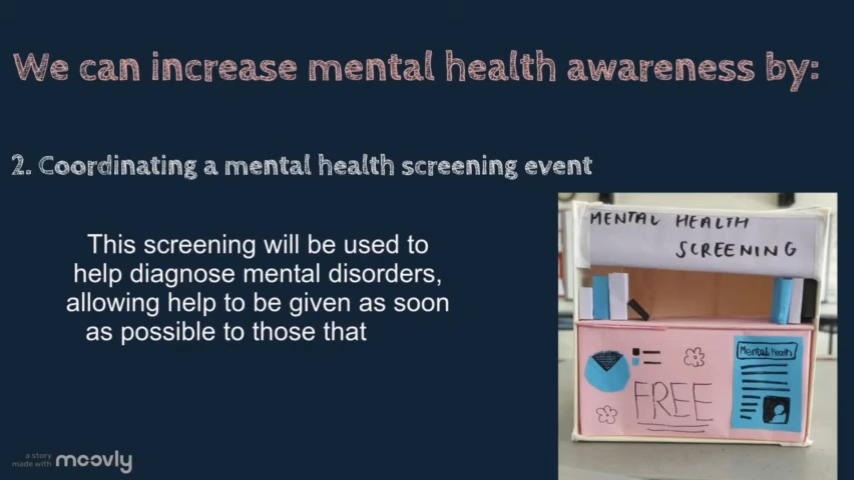 We can increase mental health awareness by:
2. Coordinating a mental health screening event
This screening will be used to
help diagnose mental disorders,
allowing help to be given as soon
as possible to those that
MENTAL HEALTH
SCREENING
Mental health
FREE
a story
made with moovly